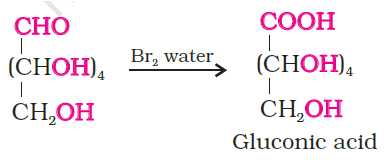 CHO
(CHOH)₄
CH₂OH
Br₂ water
COOH
(CHOH)₄
CH₂OH
Gluconic acid